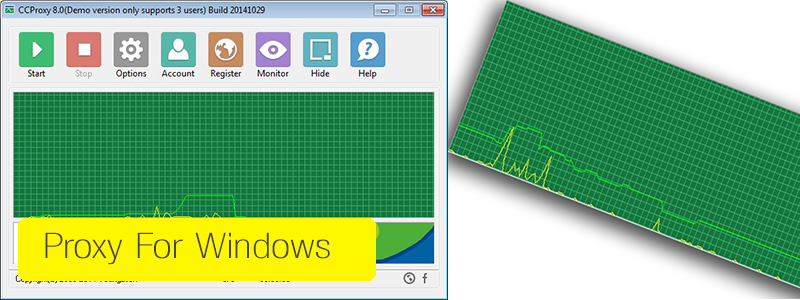 CCProxy 8.0(Demo version only supports 3 users) Build 20141029
Start Stop Options Account Register Monitor Hide Help
Proxy For Windows